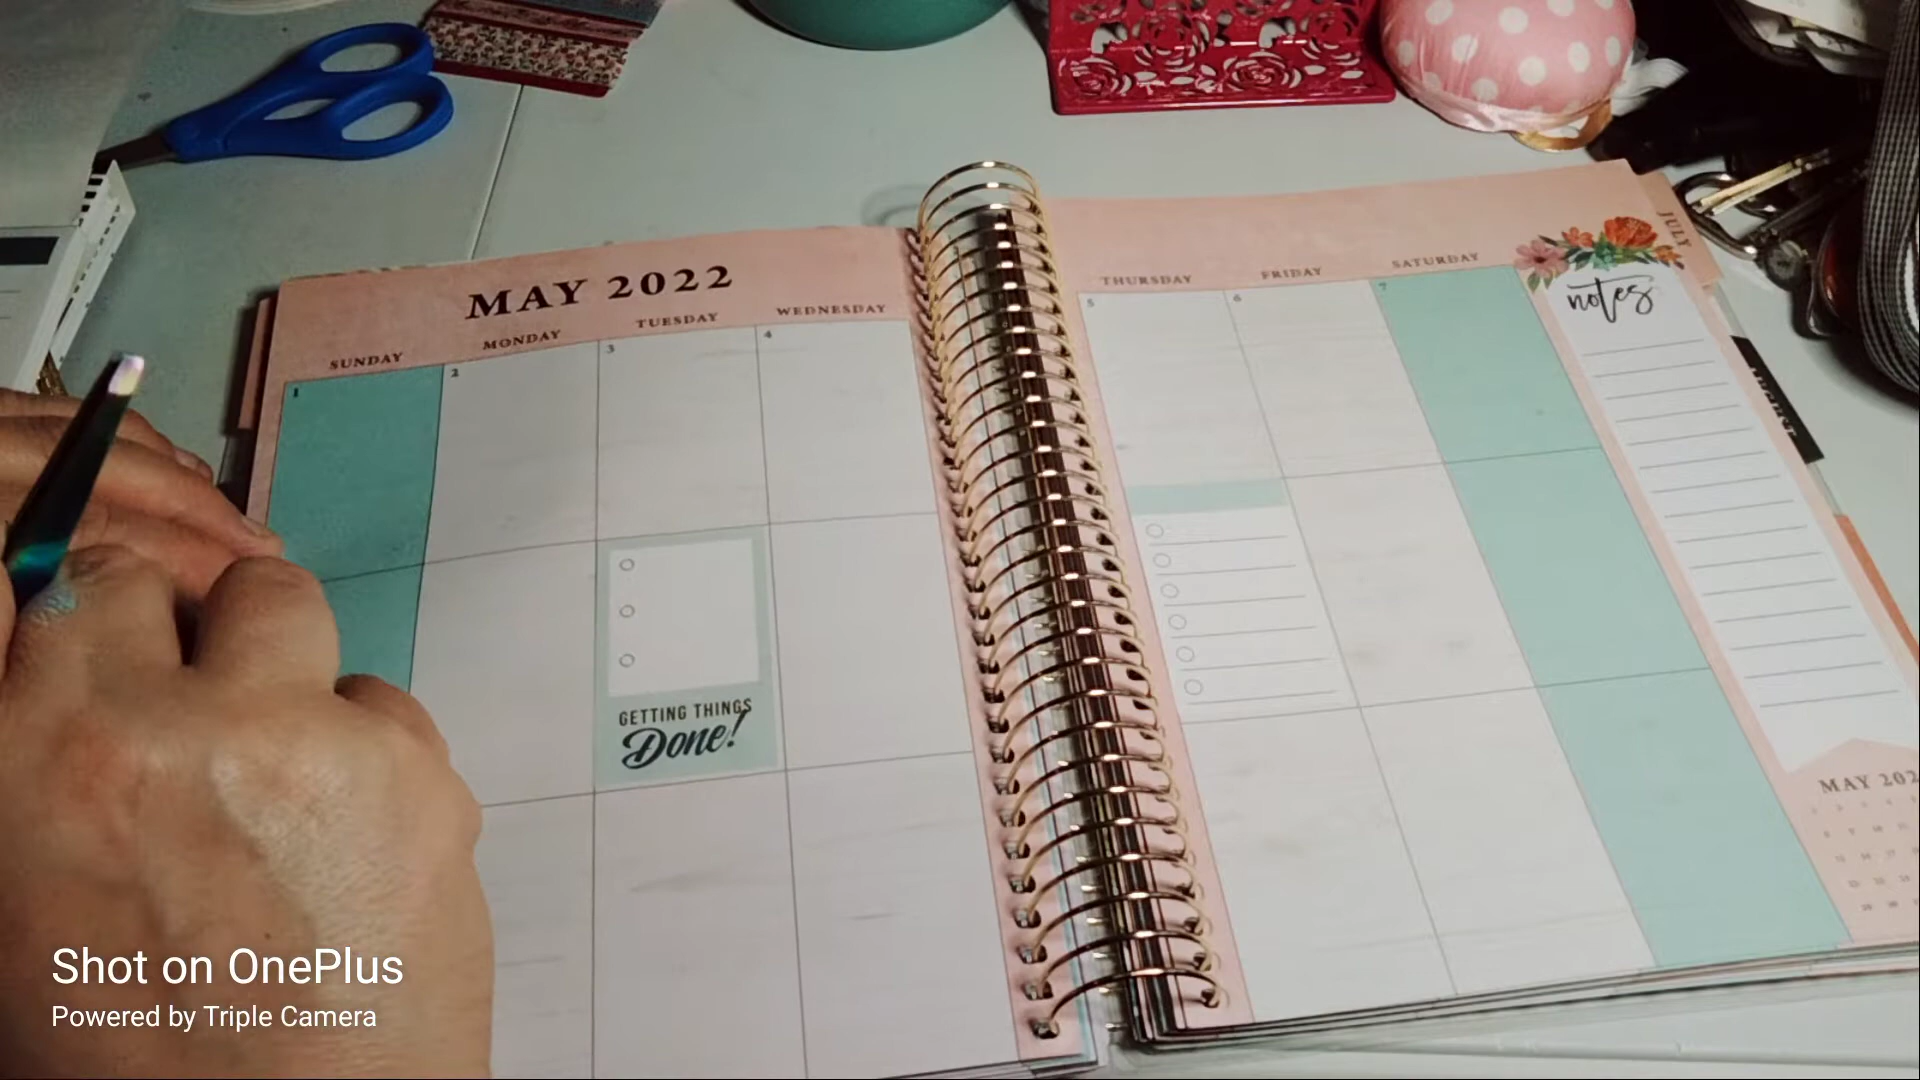 MAY 2022
SUNDAY
MONDAY
TUESDAY
WEDNESDAY
THURSDAY
FRIDAY
SATURDAY
JULY
notes
1
2
3
4
5
6
7
GETTING THINGS
Done!
MAY 202
Shot on OnePlus
Powered by Triple Camera